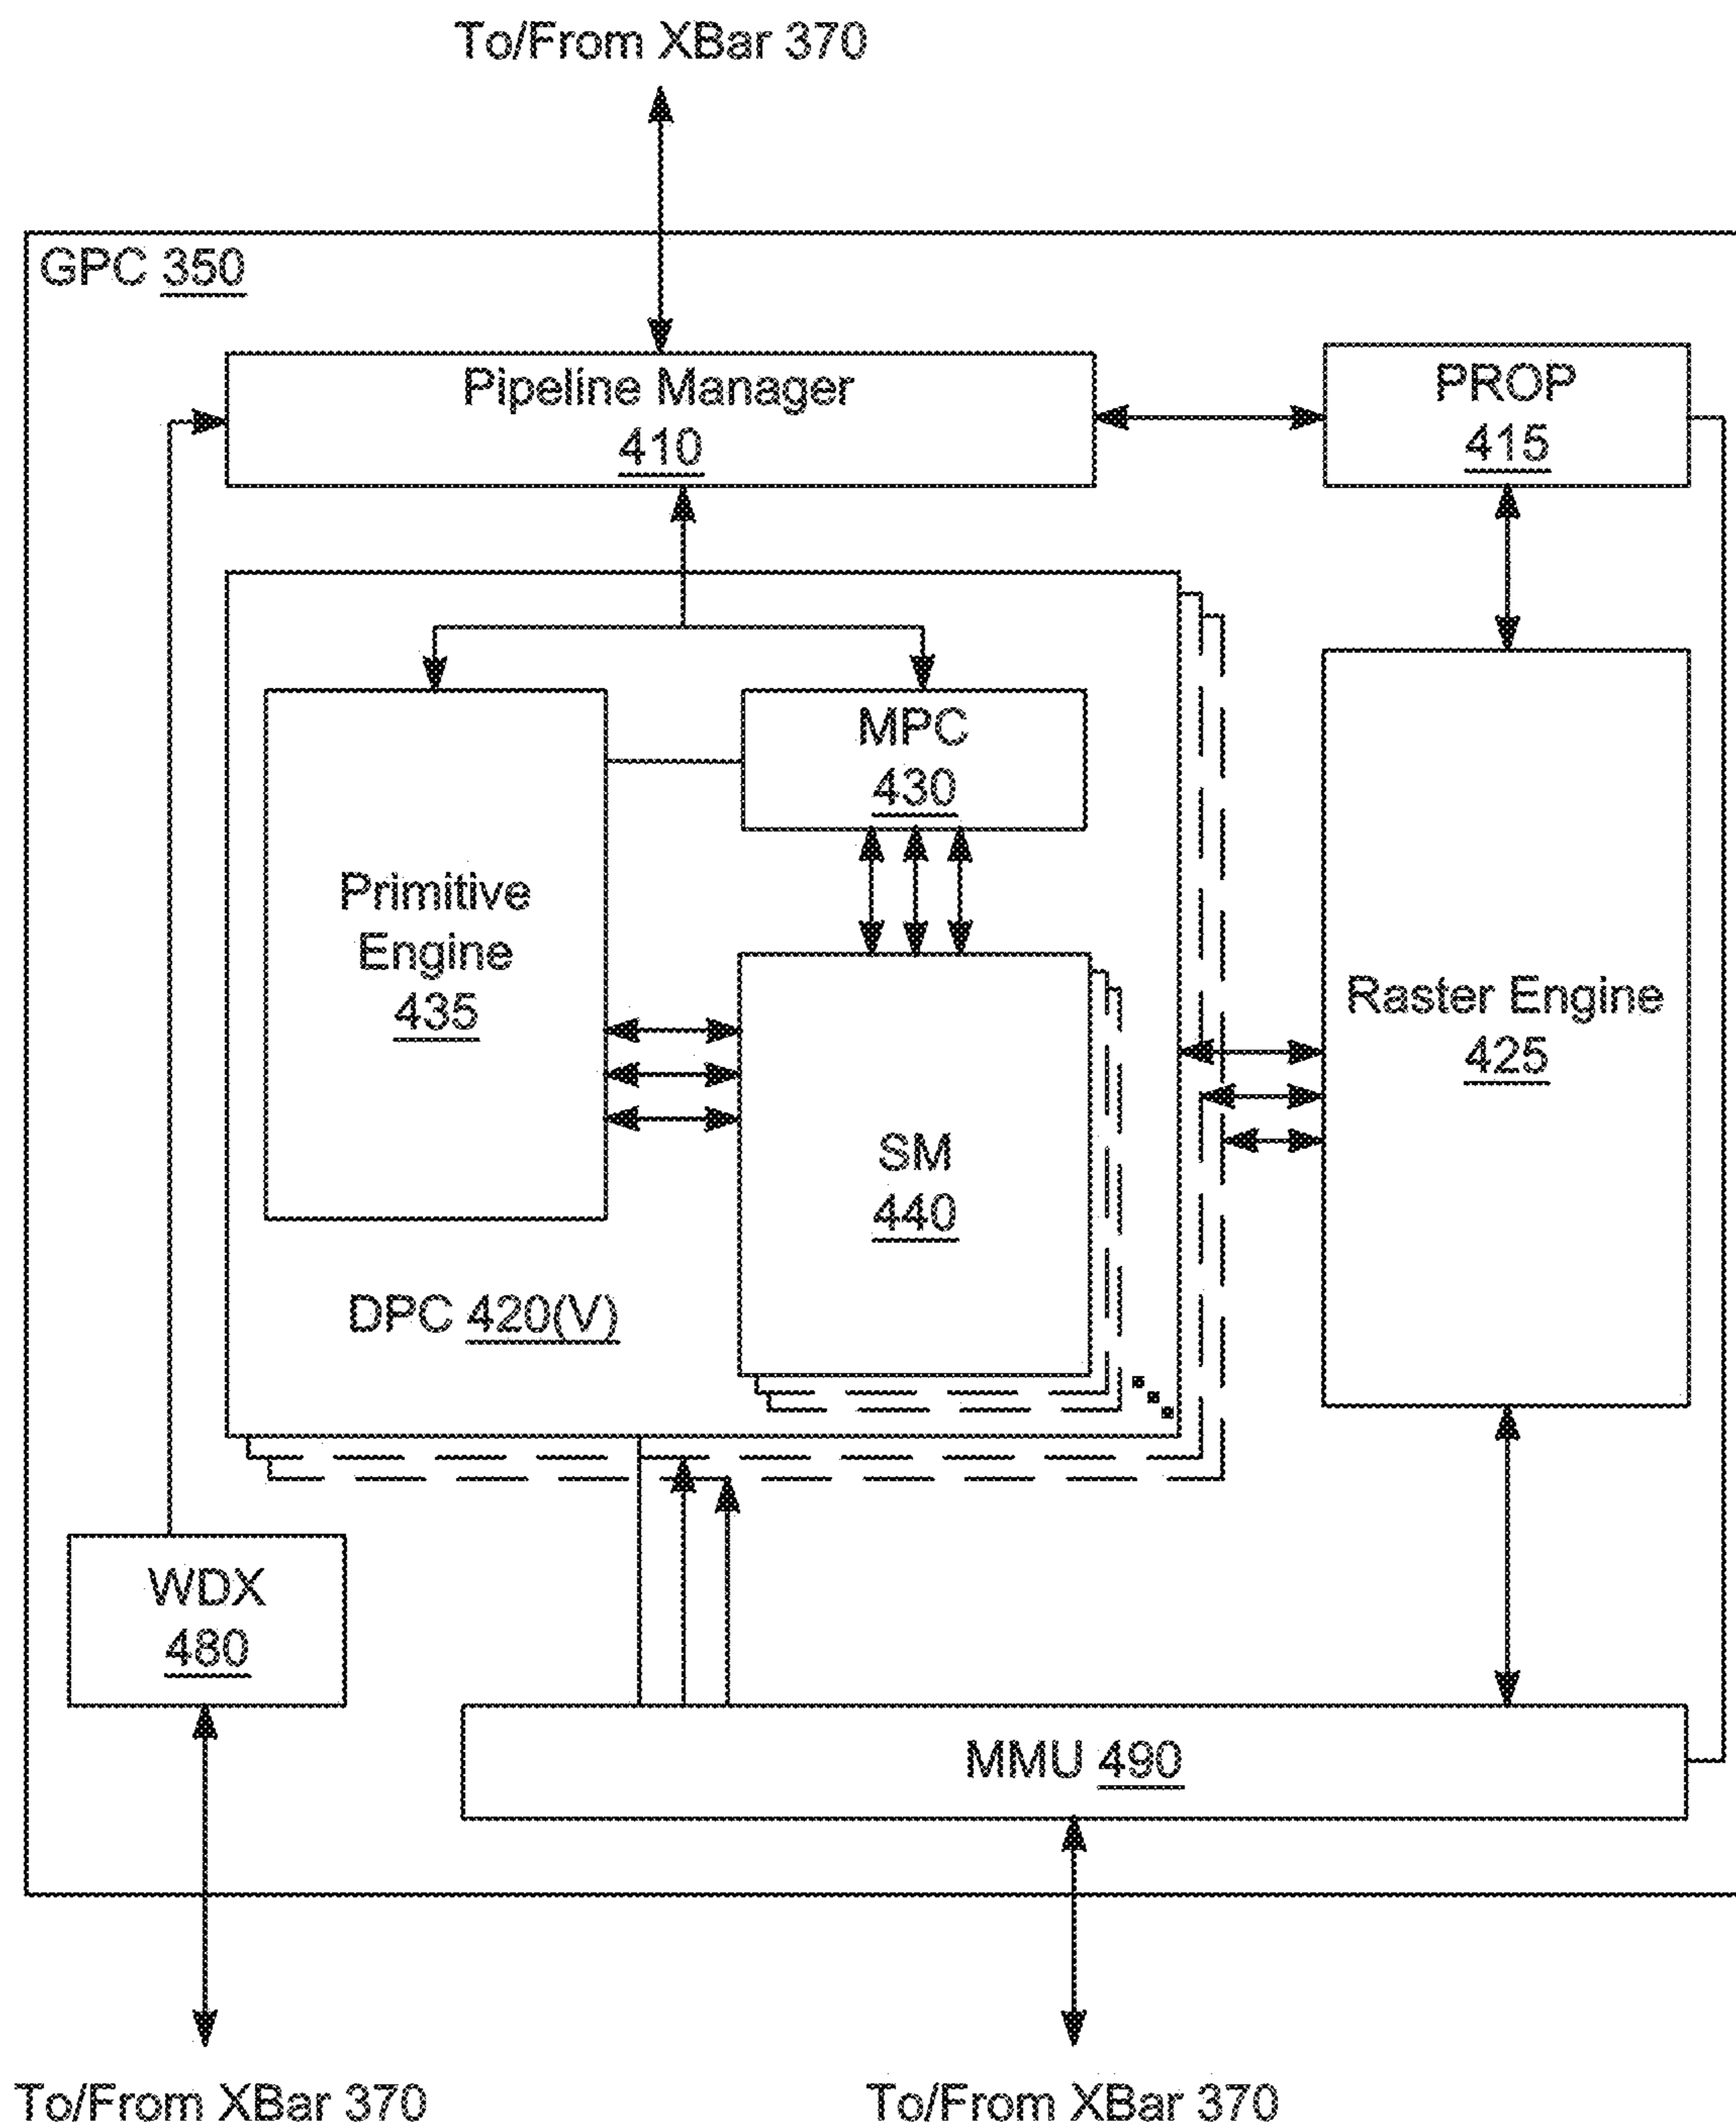 To/From XBar 370
GPC 350
Pipeline Manager
410
PROP
415
MPC
430
Primitive
Engine
435
Raster Engine
425
SM
440
DPC 420(V)
WDX
480
MMU 490
To/From XBar 370
To/From XBar 370